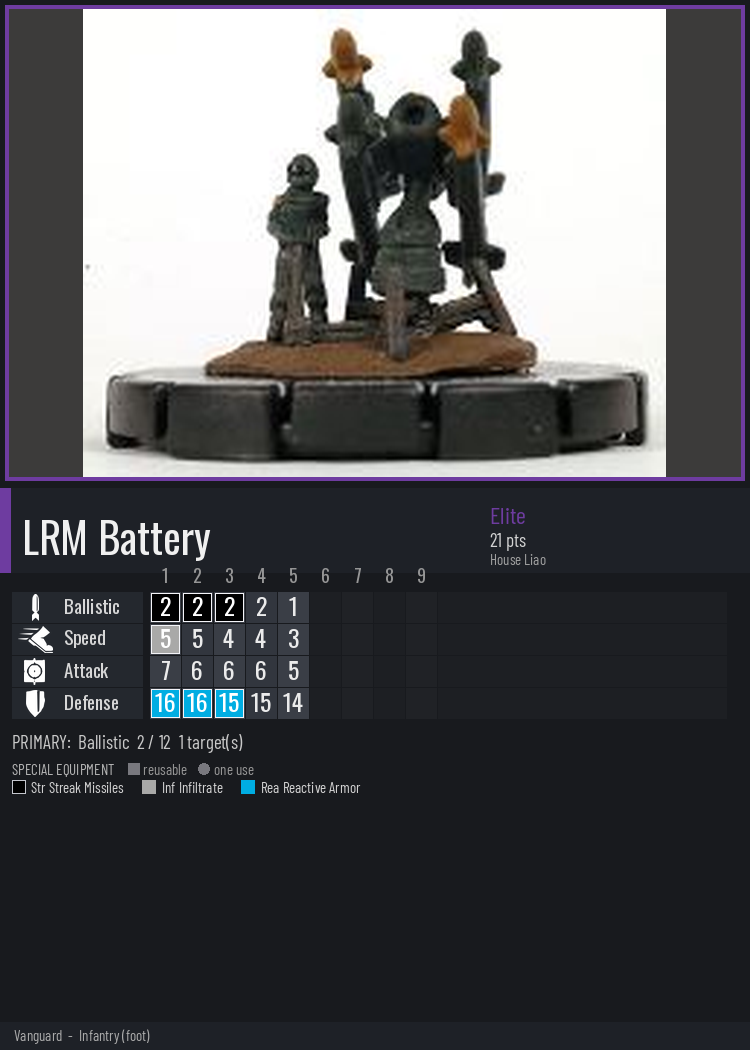 LRM Battery
Elite
21 pts
House Liao
1 2 3 4 5 6 7 8 9
Ballistic 2 2 2 2 1
Speed 5 5 4 4 3
Attack 7 6 6 6 5
Defense 16 16 15 15 14
PRIMARY: Ballistic 2 / 12 1 target(s)
SPECIAL EQUIPMENT reusable one use
Str Streak Missiles Inf Infiltrate Rea Reactive Armor
Vanguard - Infantry (foot)